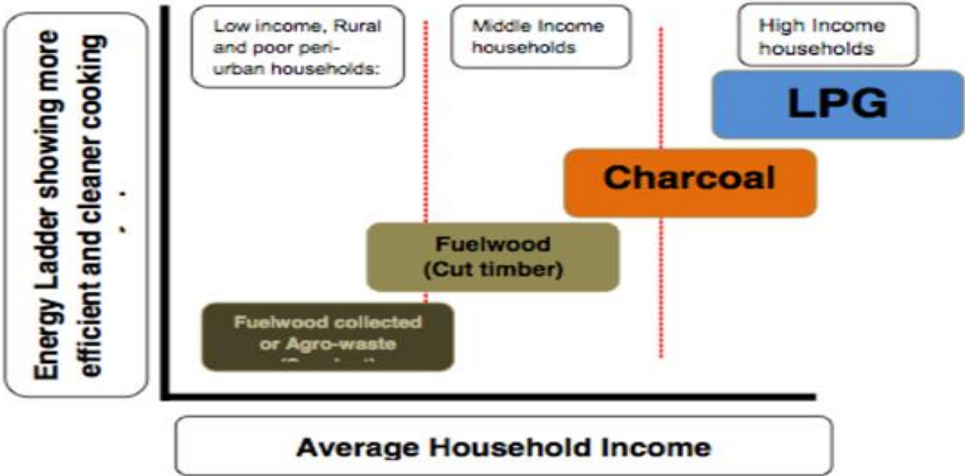 Energy Ladder showing more
efficient and cleaner cooking
Low income, Rural
and poor peri-
urban households:
Middle Income
households
High Income
households
LPG
Charcoal
Fuelwood
(Cut timber)
Fuelwood collected
or Agro-waste
Average Household Income